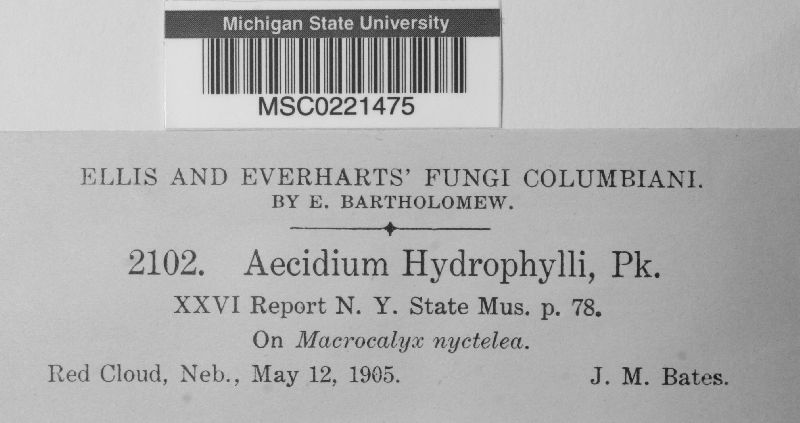 Michigan State University
MSC0221475
ELLIS AND EVERHARTS' FUNGI COLUMBIANI.
BY E. BARTHOLOMEW.
2102. Aecidium Hydrophylli, Pk.
XXVI Report N. Y. State Mus. p. 78.
On Macrocalyx nyctelea.
Red Cloud, Neb., May 12, 1905. J. M. Bates.